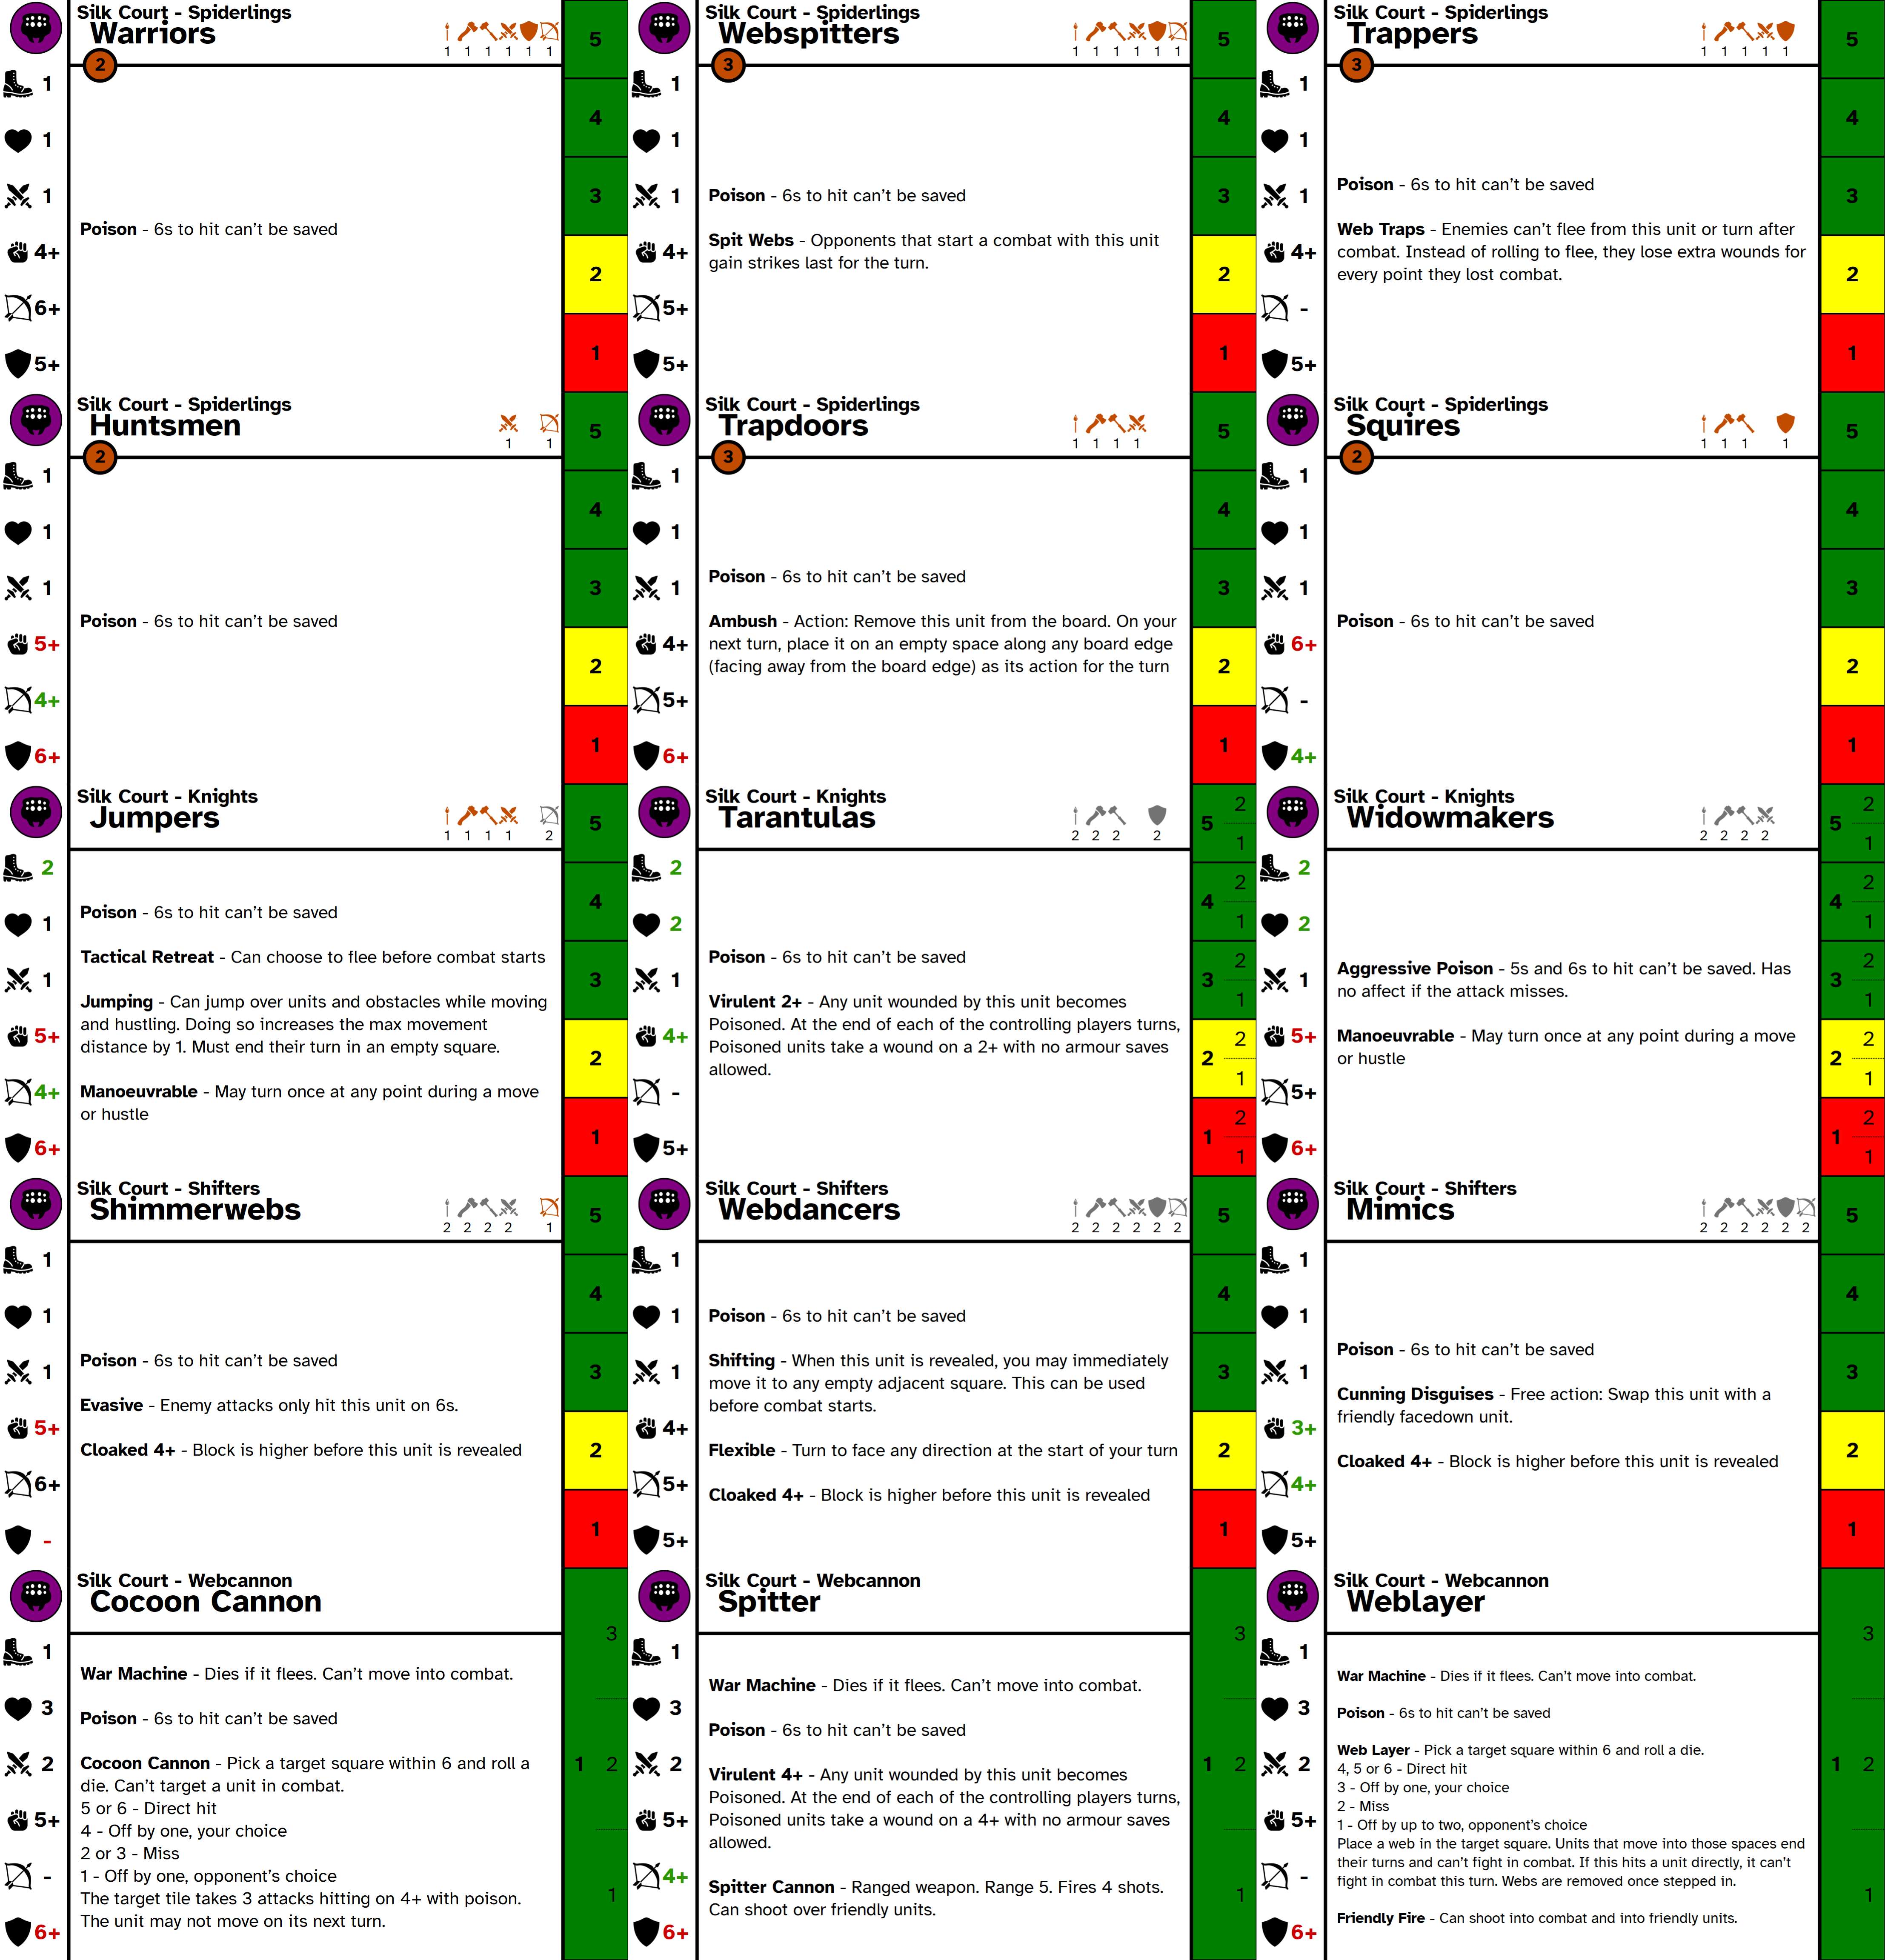 Silk Court - Spiderlings
Warriors
1 1 1 1 1 1
2
1
1
1
4+
6+
5+
Poison - 6s to hit can't be saved
5
4
3
2
1
Silk Court - Spiderlings
Webspitters
1 1 1 1 1 1
3
1
1
1
4+
5+
5+
Poison - 6s to hit can't be saved
Spit Webs - Opponents that start a combat with this unit
gain strikes last for the turn.
5
4
3
2
1
Silk Court - Spiderlings
Trappers
1 1 1 1 1
3
1
1
1
4+
-
5+
Poison - 6s to hit can't be saved
Web Traps - Enemies can't flee from this unit or turn after
combat. Instead of rolling to flee, they lose extra wounds for
every point they lost combat.
5
4
3
2
1
Silk Court - Spiderlings
Huntsmen
1 1
2
1
1
1
5+
4+
6+
Poison - 6s to hit can't be saved
5
4
3
2
1
Silk Court - Spiderlings
Trapdoors
1 1 1 1
3
1
1
1
4+
5+
6+
Poison - 6s to hit can't be saved
Ambush - Action: Remove this unit from the board. On your
next turn, place it on an empty space along any board edge
(facing away from the board edge) as its action for the turn
5
4
3
2
1
Silk Court - Spiderlings
Squires
1 1 1 1
2
1
1
1
6+
-
4+
Poison - 6s to hit can't be saved
5
4
3
2
1
Silk Court - Knights
Jumpers
1 1 1 1 2
2
1
1
5+
4+
6+
Poison - 6s to hit can't be saved
Tactical Retreat - Can choose to flee before combat starts
Jumping - Can jump over units and obstacles while moving
and hustling. Doing so increases the max movement
distance by 1. Must end their turn in an empty square.
Manoeuvrable - May turn once at any point during a move
or hustle
5
4
3
2
1
Silk Court - Knights
Tarantulas
2 2 2 2
2
2
1
4+
-
5+
Poison - 6s to hit can't be saved
Virulent 2+ - Any unit wounded by this unit becomes
Poisoned. At the end of each of the controlling players turns,
Poisoned units take a wound on a 2+ with no armour saves
allowed.
5 2 1
4 2 1
3 2 1
2 2 1
1 2 1
Silk Court - Knights
Widowmakers
2 2 2 2
2
2
1
5+
5+
6+
Aggressive Poison - 5s and 6s to hit can't be saved. Has
no affect if the attack misses.
Manoeuvrable - May turn once at any point during a move
or hustle
5 2 1
4 2 1
3 2 1
2 2 1
1 2 1
Silk Court - Shifters
Shimmerwebs
2 2 2 2 1
1
1
1
5+
6+
-
Poison - 6s to hit can't be saved
Evasive - Enemy attacks only hit this unit on 6s.
Cloaked 4+ - Block is higher before this unit is revealed
5
4
3
2
1
Silk Court - Shifters
Webdancers
2 2 2 2 2 2
1
1
1
4+
5+
5+
Poison - 6s to hit can't be saved
Shifting - When this unit is revealed, you may immediately
move it to any empty adjacent square. This can be used
before combat starts.
Flexible - Turn to face any direction at the start of your turn
Cloaked 4+ - Block is higher before this unit is revealed
5
4
3
2
1
Silk Court - Shifters
Mimics
2 2 2 2 2 2
1
1
1
3+
4+
5+
Poison - 6s to hit can't be saved
Cunning Disguises - Free action: Swap this unit with a
friendly facedown unit.
Cloaked 4+ - Block is higher before this unit is revealed
5
4
3
2
1
Silk Court - Webcannon
Cocoon Cannon
1
3
2
5+
-
6+
War Machine - Dies if it flees. Can't move into combat.
Poison - 6s to hit can't be saved
Cocoon Cannon - Pick a target square within 6 and roll a
die. Can't target a unit in combat.
5 or 6 - Direct hit
4 - Off by one, your choice
2 or 3 - Miss
1 - Off by one, opponent's choice
The target tile takes 3 attacks hitting on 4+ with poison.
The unit may not move on its next turn.
3
1 2
1
Silk Court - Webcannon
Spitter
1
3
2
5+
4+
6+
War Machine - Dies if it flees. Can't move into combat.
Poison - 6s to hit can't be saved
Virulent 4+ - Any unit wounded by this unit becomes
Poisoned. At the end of each of the controlling players turns,
Poisoned units take a wound on a 4+ with no armour saves
allowed.
Spitter Cannon - Ranged weapon. Range 5. Fires 4 shots.
Can shoot over friendly units.
3
1 2
1
Silk Court - Webcannon
Weblayer
1
3
2
5+
-
6+
War Machine - Dies if it flees. Can't move into combat.
Poison - 6s to hit can't be saved
Web Layer - Pick a target square within 6 and roll a die.
4, 5 or 6 - Direct hit
3 - Off by one, your choice
2 - Miss
1 - Off by up to two, opponent's choice
Place a web in the target square. Units that move into those spaces end
their turns and can't fight in combat. If this hits a unit directly, it can't
fight in combat this turn. Webs are removed once stepped in.
Friendly Fire - Can shoot into combat and into friendly units.
3
1 2
1